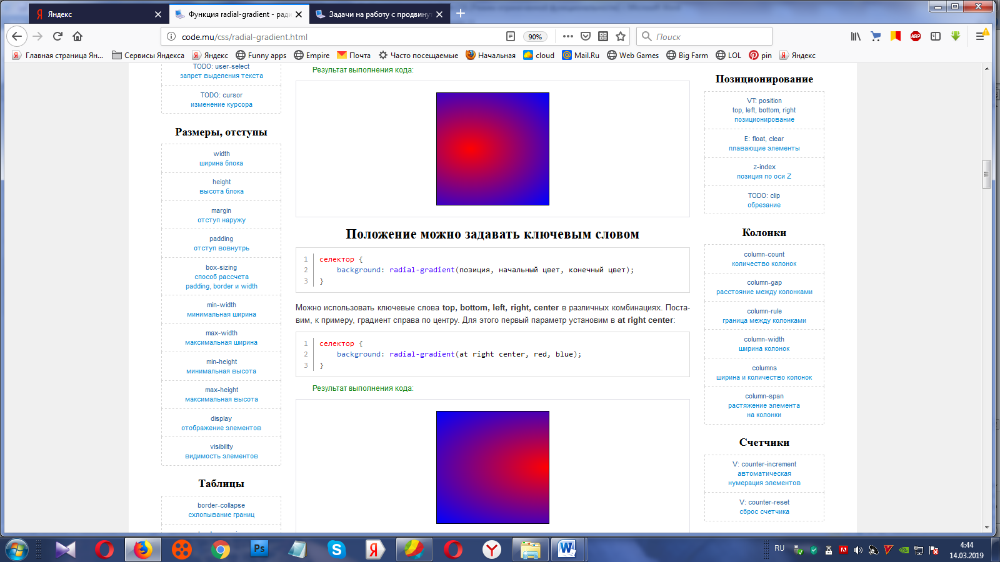 Яндекс
Функция radial-gradient - ради
Задачи на работу с продвинут
code.mu/css/radial-gradient.html
90%
Поиск
ABP
Главная страница Ян...
Сервисы Яндекса
Яндекс
Funny apps
Empire
Почта
Часто посещаемые
Начальная
cloud
Mail.Ru
Web Games
Big Farm
LOL
pin
Яндекс
TODO: user-select
запрет выделения текста
TODO: cursor
изменение курсора
Размеры, отступы
width
ширина блока
height
высота блока
margin
отступ наружу
padding
отступ вовнутрь
box-sizing
способ рассчета
padding, border и width
min-width
минимальная ширина
max-width
максимальная ширина
min-height
минимальная высота
max-height
максимальная высота
display
отображение элементов
visibility
видимость элементов
Таблицы
border-collapse
схлопывание границ
Результат выполнения кода:
Положение можно задавать ключевым словом
1 селектор {
2 background: radial-gradient(позиция, начальный цвет, конечный цвет);
3 }
Можно использовать ключевые слова top, bottom, left, right, center в различных комбинациях. Поста-
вим, к примеру, градиент справа по центру. Для этого первый параметр установим в at right center:
1 селектор {
2 background: radial-gradient(at right center, red, blue);
3 }
Результат выполнения кода:
Позиционирование
VT: position
top, left, bottom, right
позиционирование
E: float, clear
плавающие элементы
z-index
позиция по оси Z
TODO: clip
обрезание
Колонки
column-count
количество колонок
column-gap
расстояние между колонками
column-rule
граница между колонками
column-width
ширина колонок
columns
ширина и количество колонок
column-span
растяжение элемента
на колонки
Счетчики
V: counter-increment
автоматическая
нумерация элементов
V: counter-reset
сброс счетчика
Ps
RU
4:44
14.03.2019